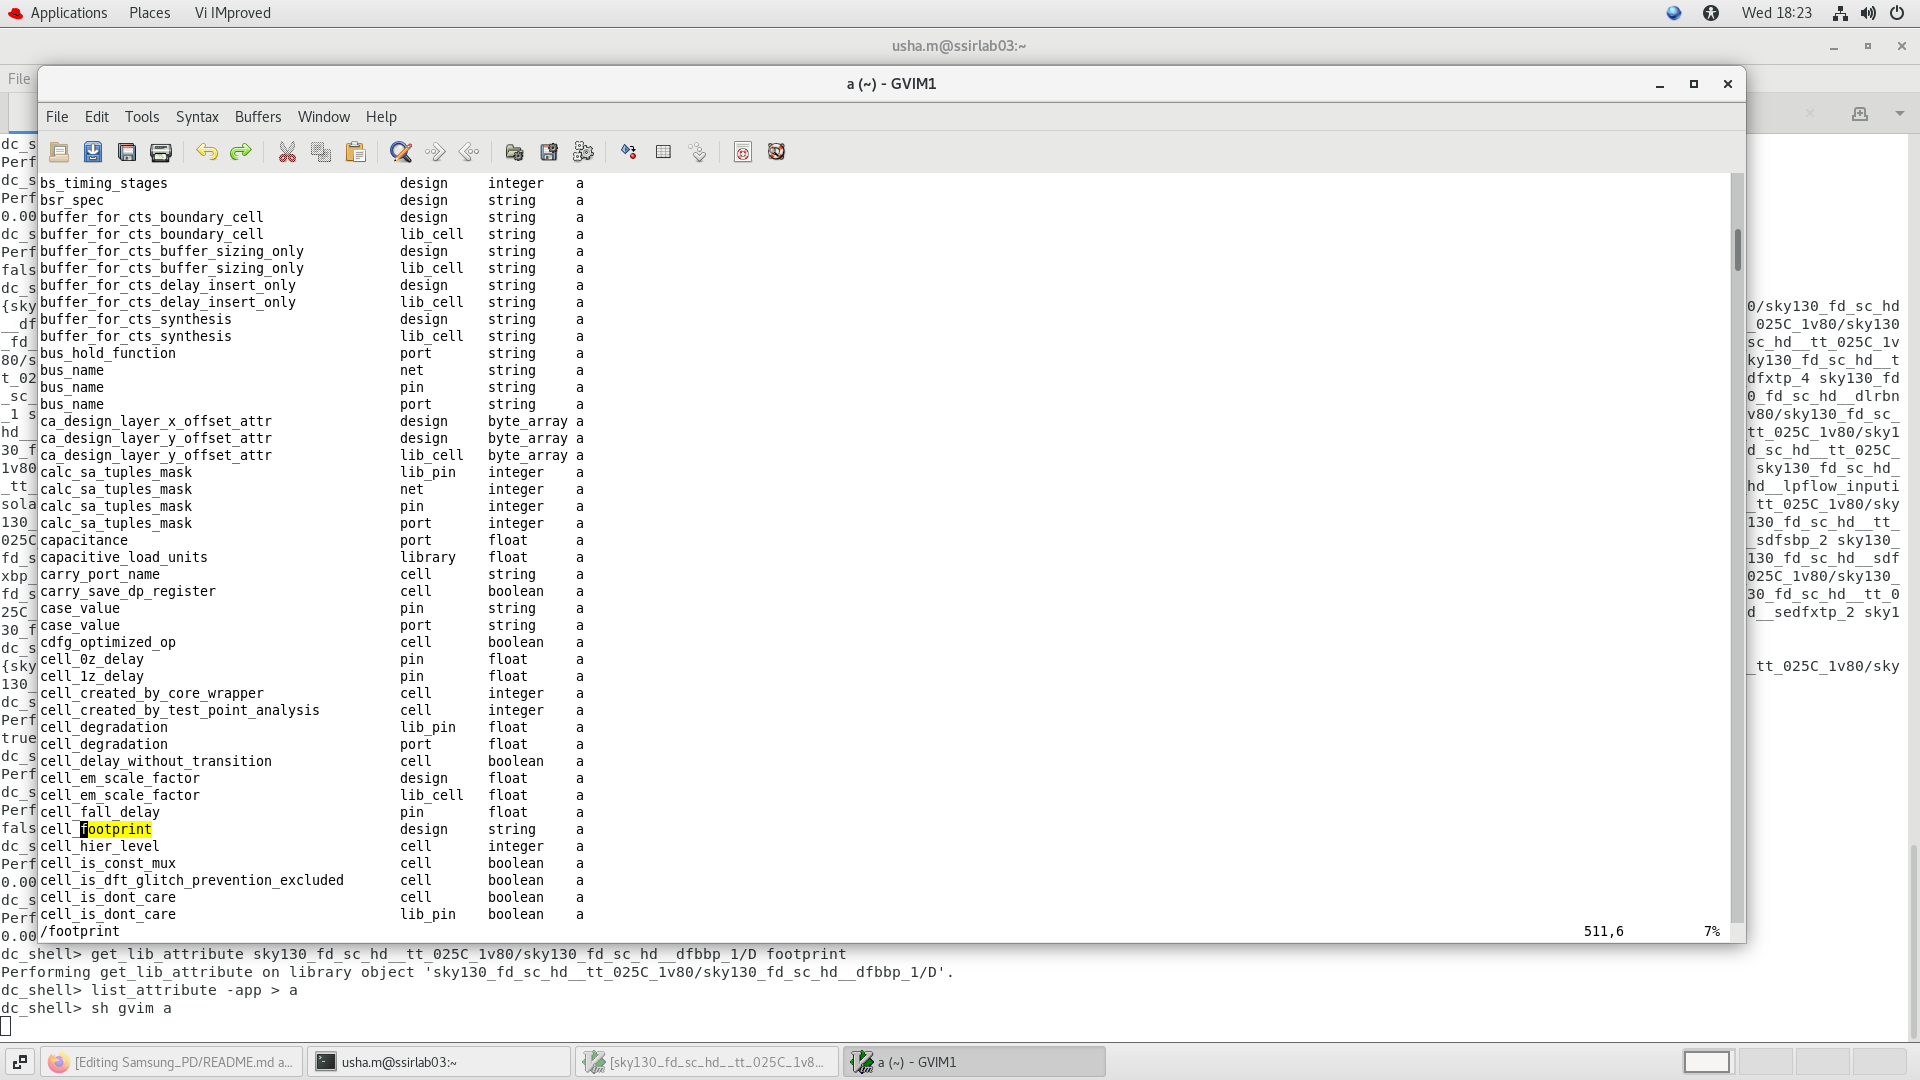 Applications Places Vi IMproved Wed 18:23
usha.m@ssirlab03:~
File
a (~) - GVIM1
File Edit Tools Syntax Buffers Window Help
bs_timing_stages design integer a
bsr_spec design string a
buffer_for_cts_boundary_cell design string a
buffer_for_cts_boundary_cell lib_cell string a
buffer_for_cts_buffer_sizing_only design string a
buffer_for_cts_buffer_sizing_only lib_cell string a
buffer_for_cts_delay_insert_only design string a
buffer_for_cts_delay_insert_only lib_cell string a
buffer_for_cts_synthesis design string a
buffer_for_cts_synthesis lib_cell string a
bus_hold_function port string a
bus_name net string a
bus_name pin string a
bus_name port string a
ca_design_layer_x_offset_attr design byte_array a
ca_design_layer_y_offset_attr design byte_array a
ca_design_layer_y_offset_attr lib_cell byte_array a
calc_sa_tuples_mask lib_pin integer a
calc_sa_tuples_mask net integer a
calc_sa_tuples_mask pin integer a
calc_sa_tuples_mask port integer a
capacitance port float a
capacitive_load_units library float a
carry_port_name cell string a
carry_save_dp_register cell boolean a
case_value pin string a
case_value port string a
cdfg_optimized_op cell boolean a
cell_0z_delay pin float a
cell_1z_delay pin float a
cell_created_by_core_wrapper cell integer a
cell_created_by_test_point_analysis cell integer a
cell_degradation lib_pin float a
cell_degradation port float a
cell_delay_without_transition cell boolean a
cell_em_scale_factor design float a
cell_em_scale_factor lib_cell float a
cell_fall_delay pin float a
cell_footprint design string a
cell_hier_level cell integer a
cell_is_const_mux cell boolean a
cell_is_dft_glitch_prevention_excluded cell boolean a
cell_is_dont_care cell boolean a
cell_is_dont_care lib_pin boolean a
/footprint 511,6 7%
dc_s
Perf
dc_s
Perf
0.00
dc_s
Perf
fals
dc_s
{sky 0/sky130_fd_sc_hd
__df _025C_1v80/sky130
_fd_ sc_hd__tt_025C_1v
80/s ky130_fd_sc_hd__t
t_02 dfxtp_4 sky130_fd
_sc_ 0_fd_sc_hd__dlrbn
_1 s v80/sky130_fd_sc_
hd__ tt_025C_1v80/sky1
30_f d_sc_hd__tt_025C_
1v80 sky130_fd_sc_hd_
_tt_ hd__lpflow_inputi
sola _tt_025C_1v80/sky
130_ 130_fd_sc_hd__tt_
025C _sdfsbp_2 sky130_
fd_s 130_fd_sc_hd__sdf
xbp_ 025C_1v80/sky130_
fd_s 30_fd_sc_hd__tt_0
25C_ d__sedfxtp_2 sky1
30_f
dc_s
{sky _tt_025C_1v80/sky
130_
dc_s
Perf
true
dc_s
Perf
dc_s
Perf
fals
dc_s
Perf
0.00
dc_s
Perf
0.00
dc_shell> get_lib_attribute sky130_fd_sc_hd__tt_025C_1v80/sky130_fd_sc_hd__dfbbp_1/D footprint
Performing get_lib_attribute on library object 'sky130_fd_sc_hd__tt_025C_1v80/sky130_fd_sc_hd__dfbbp_1/D'.
dc_shell> list_attribute -app > a
dc_shell> sh gvim a
[Editing Samsung_PD/README.md a... usha.m@ssirlab03:~ [sky130_fd_sc_hd__tt_025C_1v8... a (~) - GVIM1